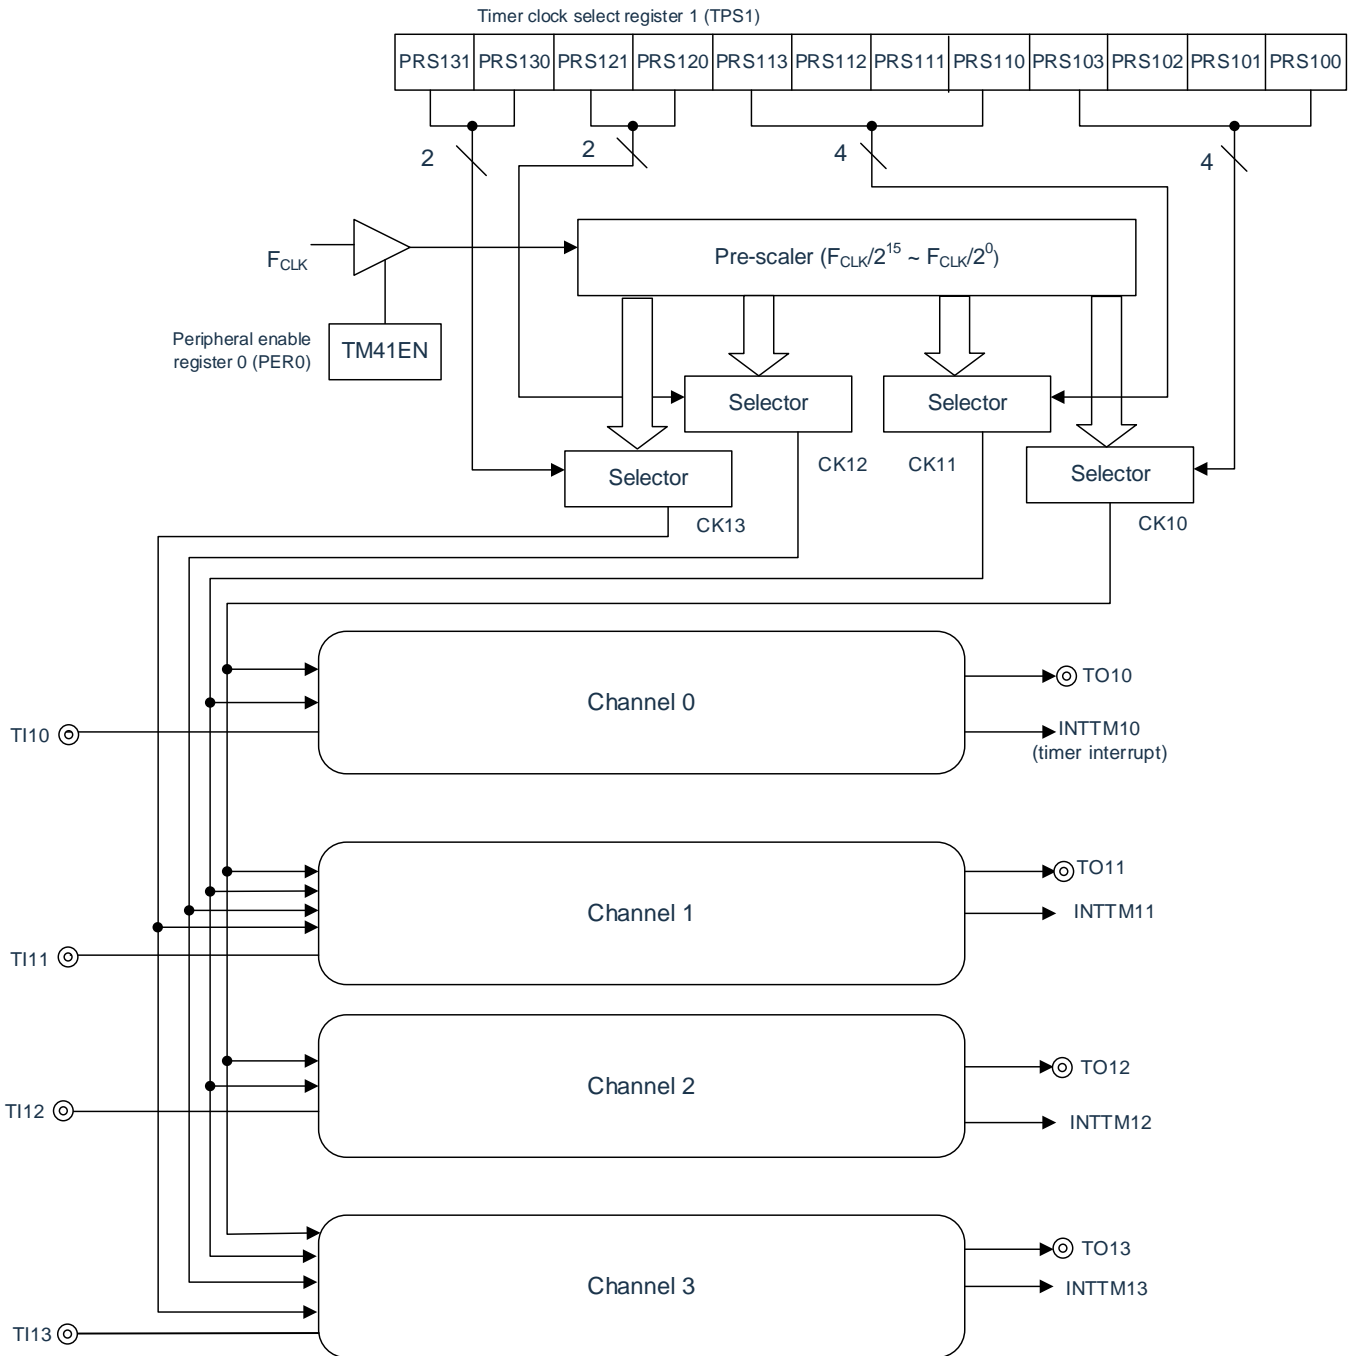 Timer clock select register 1 (TPS1)
PRS131 PRS130 PRS121 PRS120 PRS113 PRS112 PRS111 PRS110 PRS103 PRS102 PRS101 PRS100
2
2
4
4
FCLK
Pre-scaler (FCLK/2^15 ~ FCLK/2^0)
Peripheral enable
register 0 (PER0)
TM41EN
Selector
Selector
CK12
CK11
Selector
Selector
CK13
CK10
Channel 0
TO10
TI10
INTTM10
(timer interrupt)
Channel 1
TO11
INTTM11
TI11
Channel 2
TO12
TI12
INTTM12
Channel 3
TO13
INTTM13
TI13